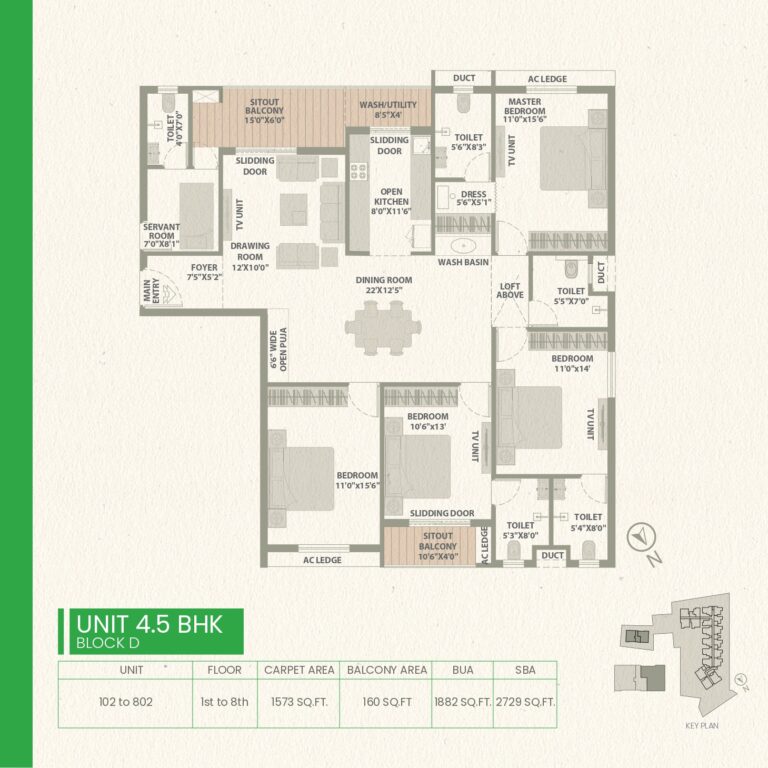 DUCT
AC LEDGE
TOILET
4'0"X7'0"
SITOUT
BALCONY
15'0"X6'0"
WASH/UTILITY
8'5"X4'
MASTER
BEDROOM
11'0"x15'6"
TV UNIT
TOILET
5'6"X8'3"
SLIDDING
DOOR
SLIDDING
DOOR
OPEN
KITCHEN
8'0"X11'6"
DRESS
5'6"X5'1"
TV UNIT
SERVANT
ROOM
7'0"X8'1"
DRAWING
ROOM
12'X10'0"
WASH BASIN
FOYER
7'5"X5'2"
MAIN
ENTRY
DINING ROOM
22'X12'5"
LOFT
ABOVE
TOILET
5'5"X7'0"
DUCT
6'6" WIDE
OPEN PUJA
BEDROOM
11'0"x14'
TV UNIT
BEDROOM
10'6"x13'
TV UNIT
BEDROOM
11'0"x15'6"
SLIDDING DOOR
SITOUT
BALCONY
10'6"X4'0"
AC LEDGE
AC LEDGE
TOILET
5'3"X8'0"
TOILET
5'4"X8'0"
DUCT
N
UNIT 4.5 BHK
BLOCK D
UNIT FLOOR CARPET AREA BALCONY AREA BUA SBA
102 to 802 1st to 8th 1573 SQ.FT. 160 SQ.FT 1882 SQ.FT. 2729 SQ.FT.
N
KEY PLAN